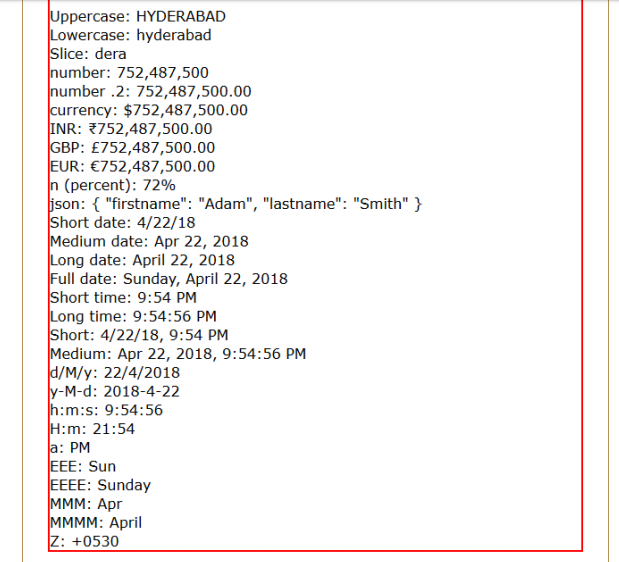 Uppercase: HYDERABAD
Lowercase: hyderabad
Slice: dera
number: 752,487,500
number .2: 752,487,500.00
currency: $752,487,500.00
INR: ₹752,487,500.00
GBP: £752,487,500.00
EUR: €752,487,500.00
n (percent): 72%
json: { "firstname": "Adam", "lastname": "Smith" }
Short date: 4/22/18
Medium date: Apr 22, 2018
Long date: April 22, 2018
Full date: Sunday, April 22, 2018
Short time: 9:54 PM
Long time: 9:54:56 PM
Short: 4/22/18, 9:54 PM
Medium: Apr 22, 2018, 9:54:56 PM
d/M/y: 22/4/2018
y-M-d: 2018-4-22
h:m:s: 9:54:56
H:m: 21:54
a: PM
EEE: Sun
EEEE: Sunday
MMM: Apr
MMMM: April
Z: +0530